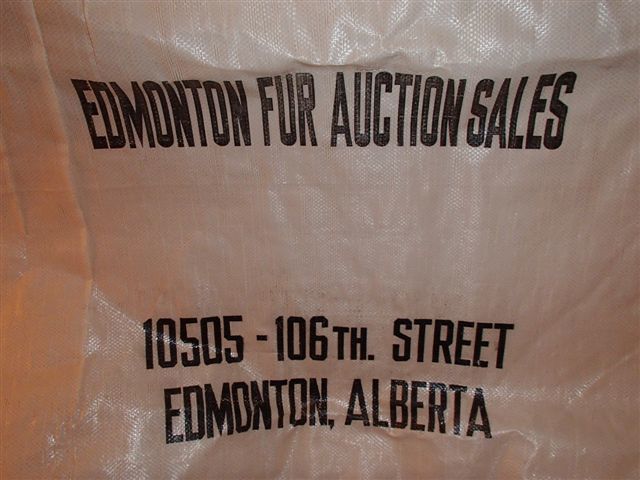 EDMONTON FUR AUCTION SALES
10505 - 106TH. STREET
EDMONTON, ALBERTA